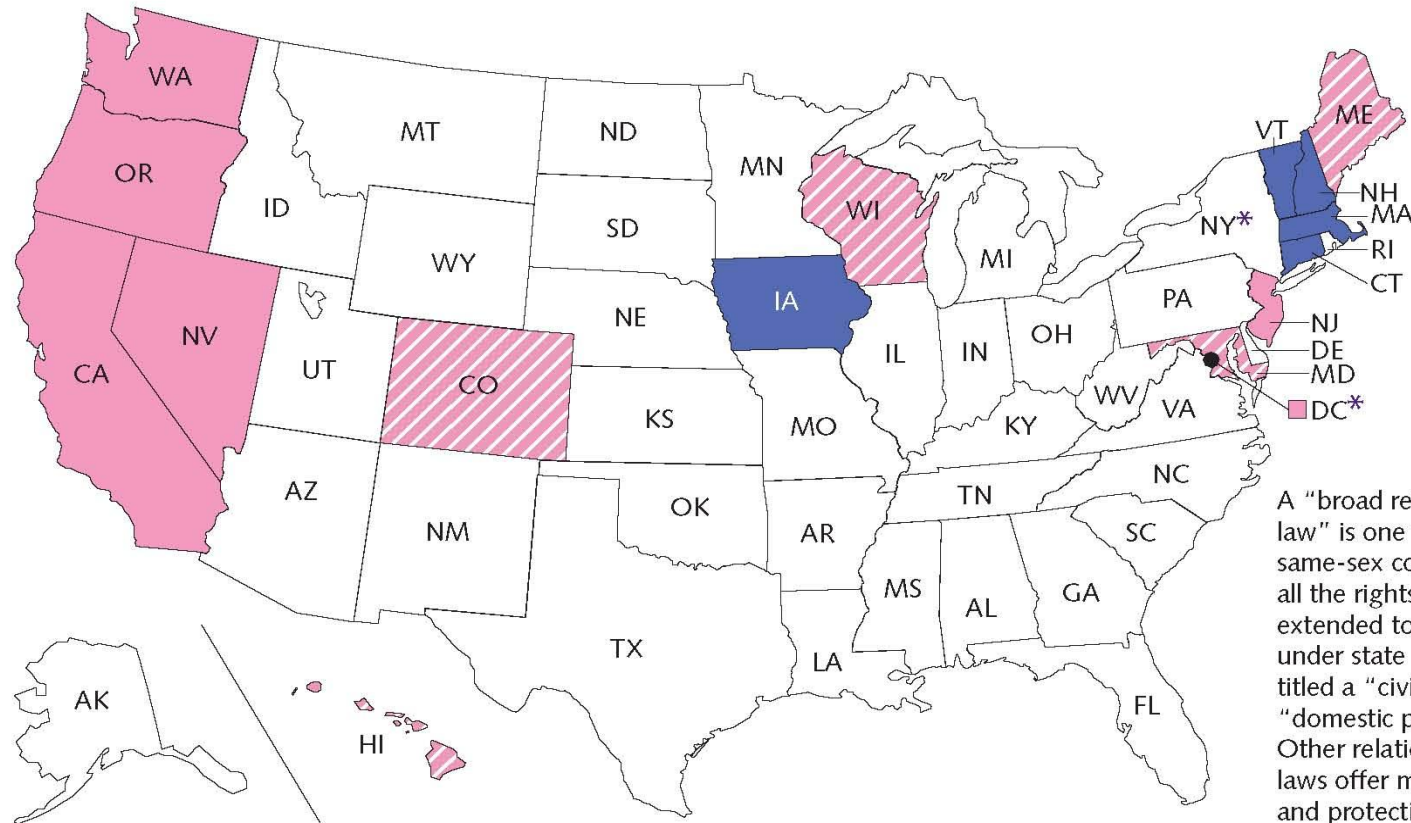 WA
OR
CA
NV
ID
MT
WY
UT
AZ
CO
NM
ND
SD
NE
KS
OK
TX
MN
IA
MO
AR
LA
WI
IL
MI
IN
OH
KY
TN
MS
AL
GA
FL
SC
NC
VA
WV
PA
NY*
VT
ME
NH
MA
RI
CT
NJ
DE
MD
DC*
AK
HI
A "broad re
law" is one
same-sex co
all the rights
extended to
under state
titled a "civi
"domestic p
Other relatio
laws offer m
and protecti